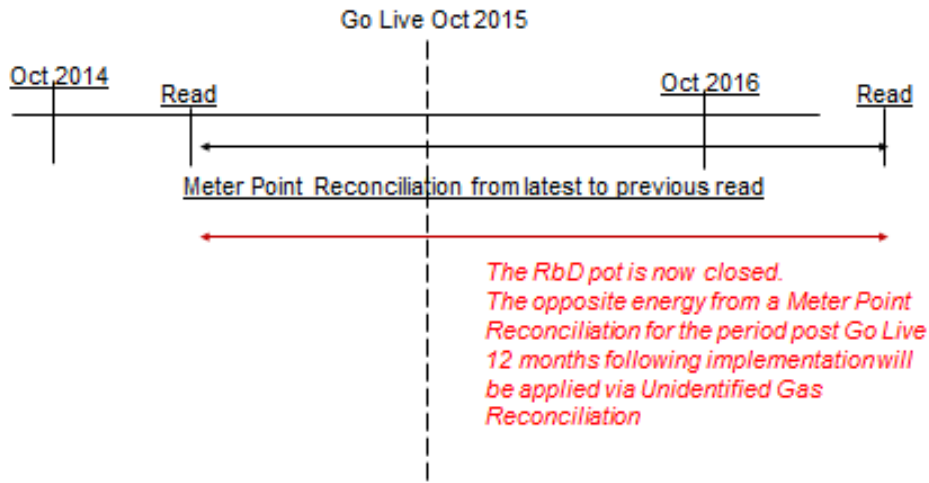 Go Live Oct 2015
Oct 2014
Read
Oct 2016
Read
Meter Point Reconciliation from latest to previous read
The RbD pot is now closed.
The opposite energy from a Meter Point
Reconciliation for the period post Go Live
12 months following implementation will
be applied via Unidentified Gas
Reconciliation